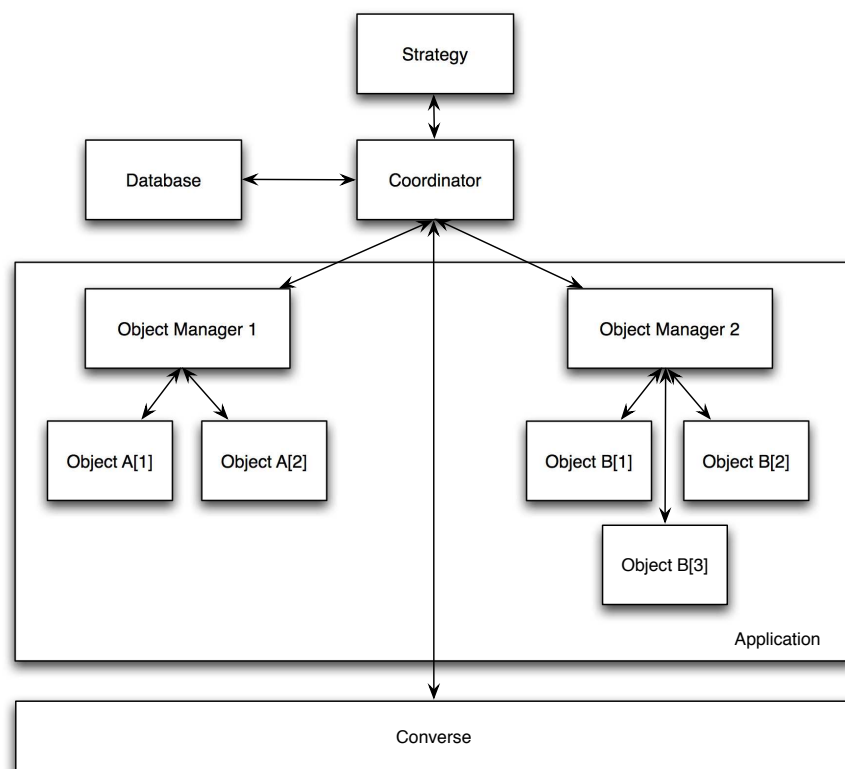 Strategy
Database
Coordinator
Object Manager 1
Object Manager 2
Object A[1]
Object A[2]
Object B[1]
Object B[2]
Object B[3]
Application
Converse